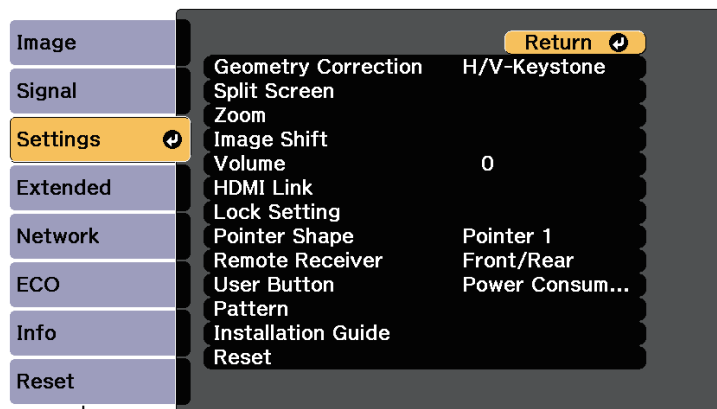 Image
Signal
Settings
Extended
Network
ECO
Info
Reset
Return
Geometry Correction H/V-Keystone
Split Screen
Zoom
Image Shift
Volume 0
HDMI Link
Lock Setting
Pointer Shape Pointer 1
Remote Receiver Front/Rear
User Button Power Consum...
Pattern
Installation Guide
Reset